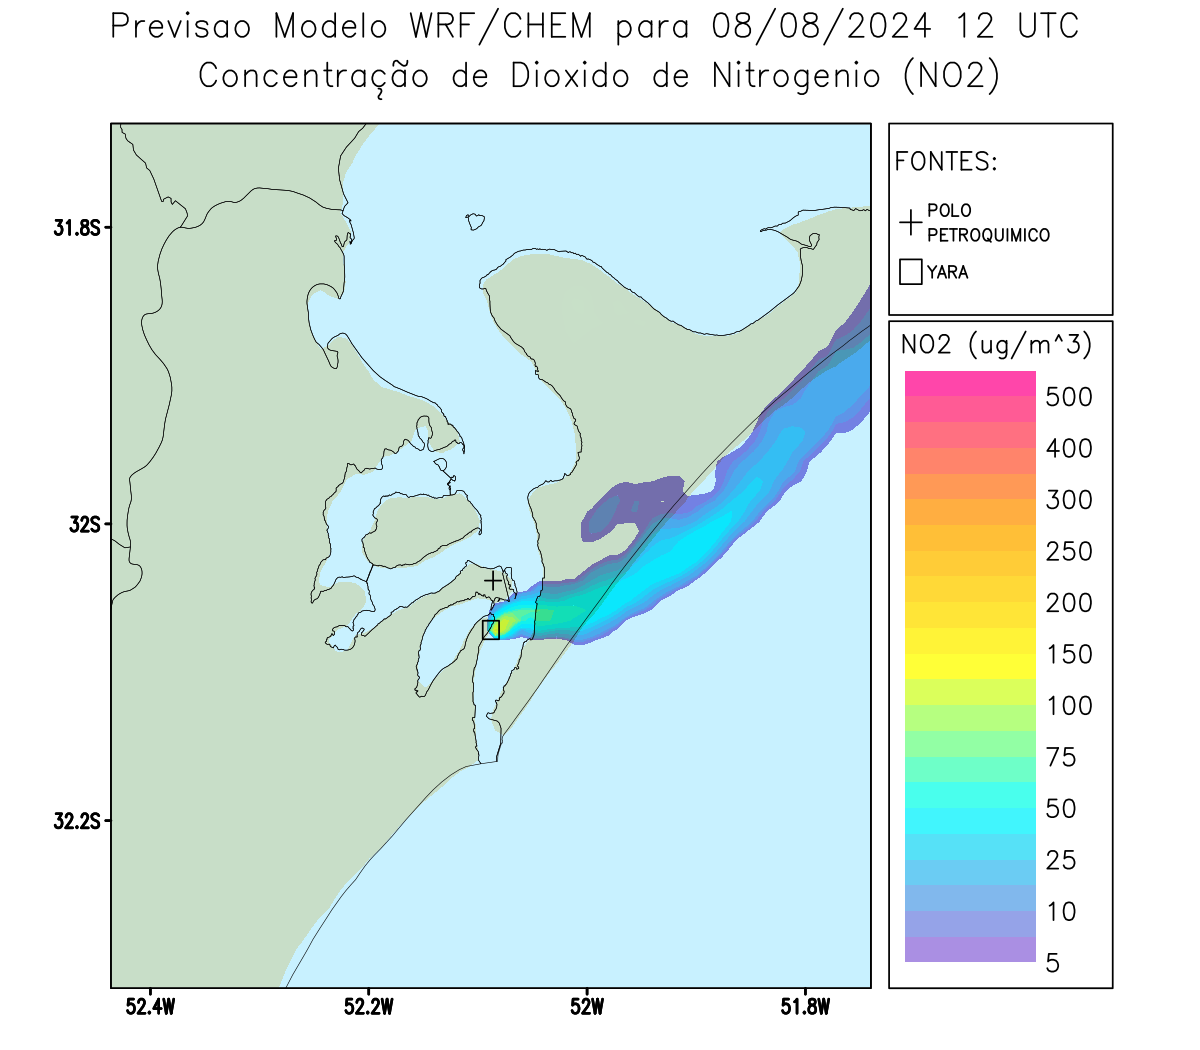 Previsao Modelo WRF/CHEM para 08/08/2024 12 UTC
Concentração de Dioxido de Nitrogenio (NO2)
FONTES:
POLO
PETROQUIMICO
YARA
NO2 (ug/m^3)
500
400
300
250
200
150
100
75
50
25
10
5
31.8S
32S
32.2S
52.4W
52.2W
52W
51.8W